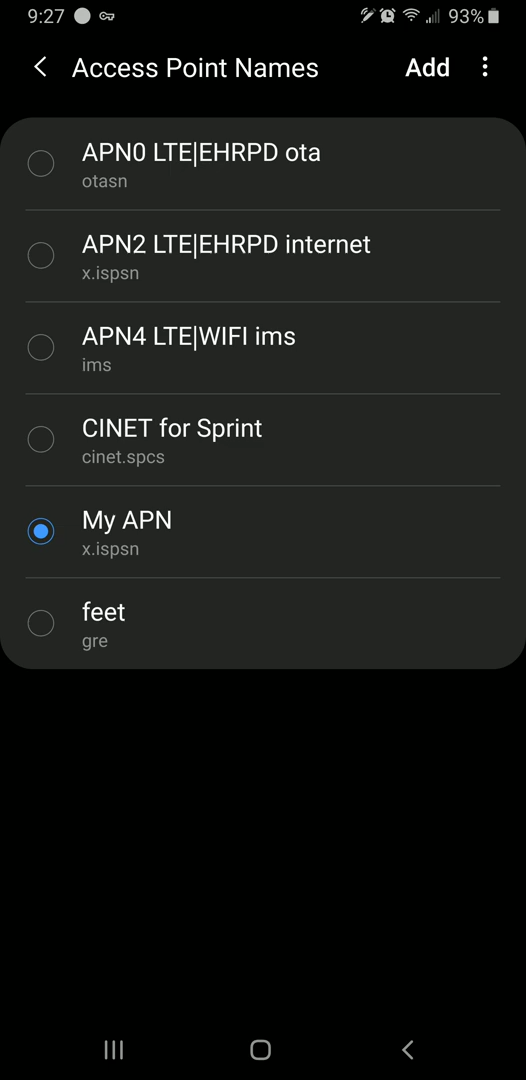 9:27 93%
Access Point Names Add
APN0 LTE|EHRPD ota
otasn
APN2 LTE|EHRPD internet
x.ispsn
APN4 LTE|WIFI ims
ims
CINET for Sprint
cinet.spcs
My APN
x.ispsn
feet
gre